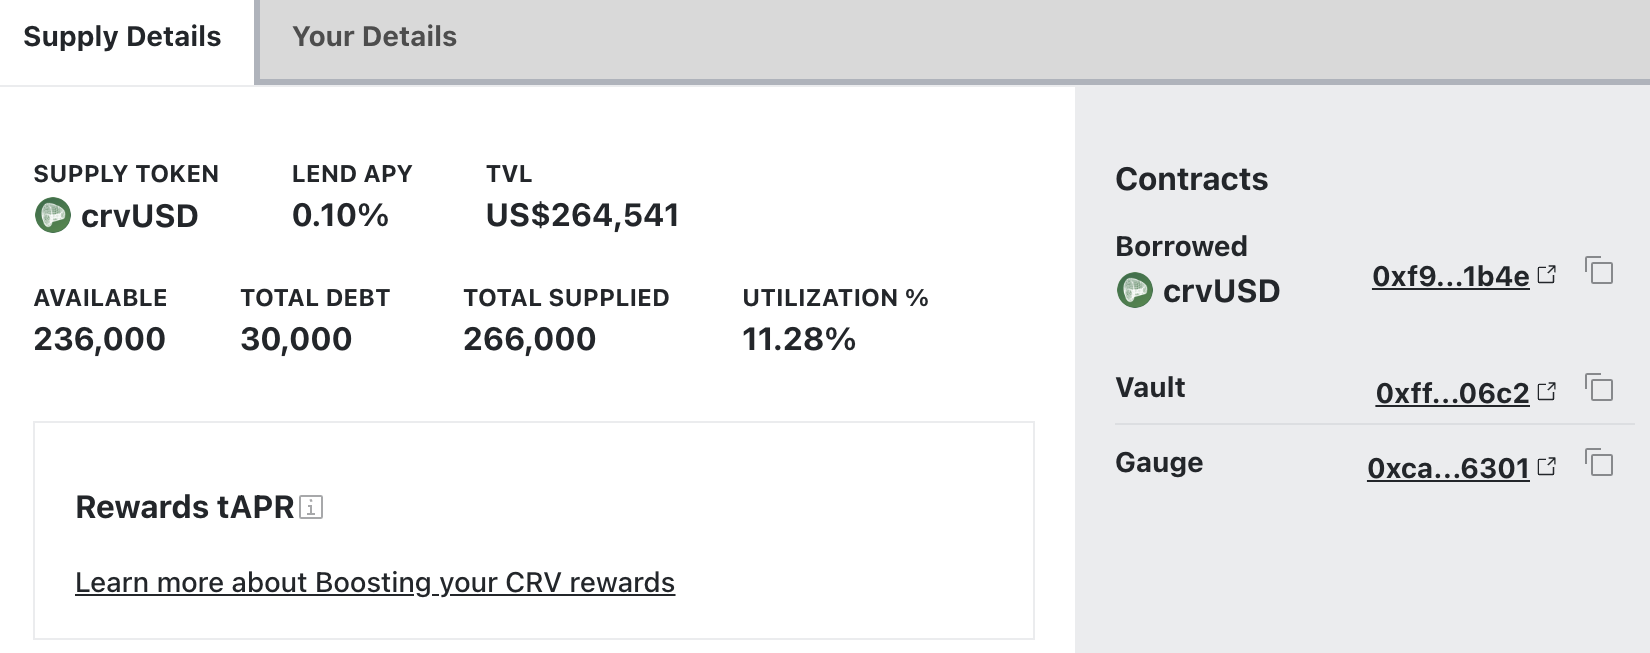 Supply Details
Your Details
SUPPLY TOKEN
LEND APY
TVL
crvUSD
0.10%
US$264,541
AVAILABLE
TOTAL DEBT
TOTAL SUPPLIED
UTILIZATION %
236,000
30,000
266,000
11.28%
Rewards tAPR
Learn more about Boosting your CRV rewards
Contracts
Borrowed
crvUSD
0xf9...1b4e
Vault
0xff...06c2
Gauge
0xca...6301